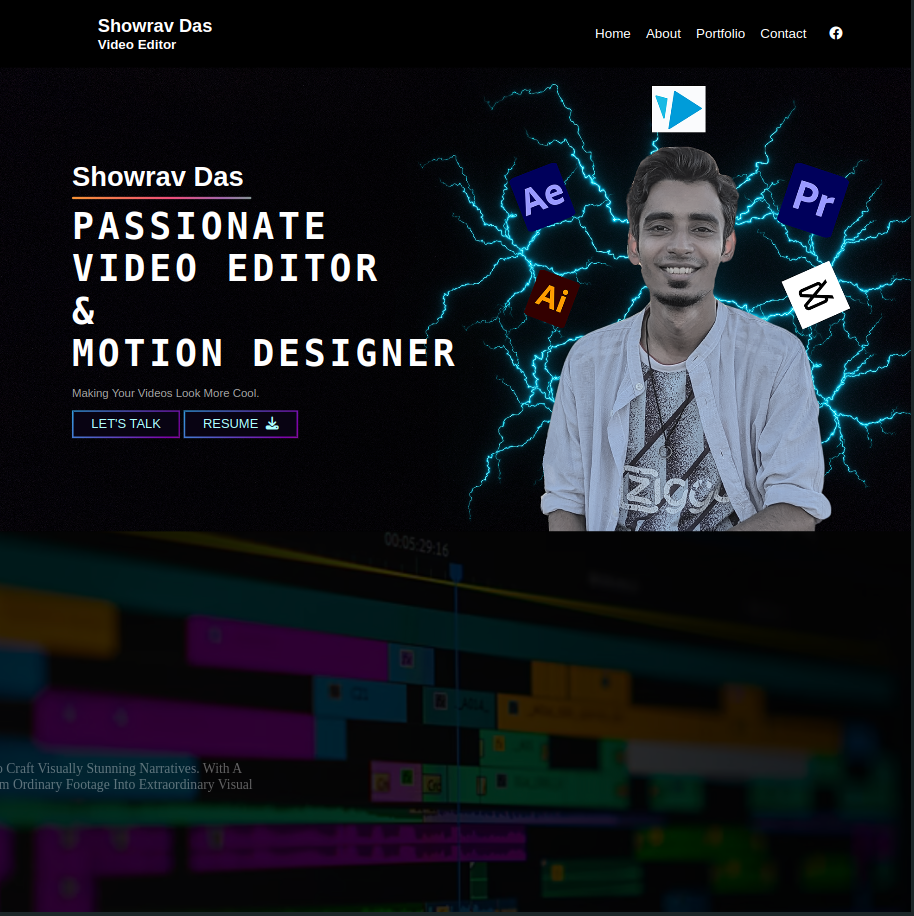 Showrav Das
Video Editor
Home About Portfolio Contact
Ae
Pr
Ai
Showrav Das
PASSIONATE
VIDEO EDITOR
&
MOTION DESIGNER
Making Your Videos Look More Cool.
LET'S TALK
RESUME
00:05:29:16
Craft Visually Stunning Narratives. With A
Ordinary Footage Into Extraordinary Visual